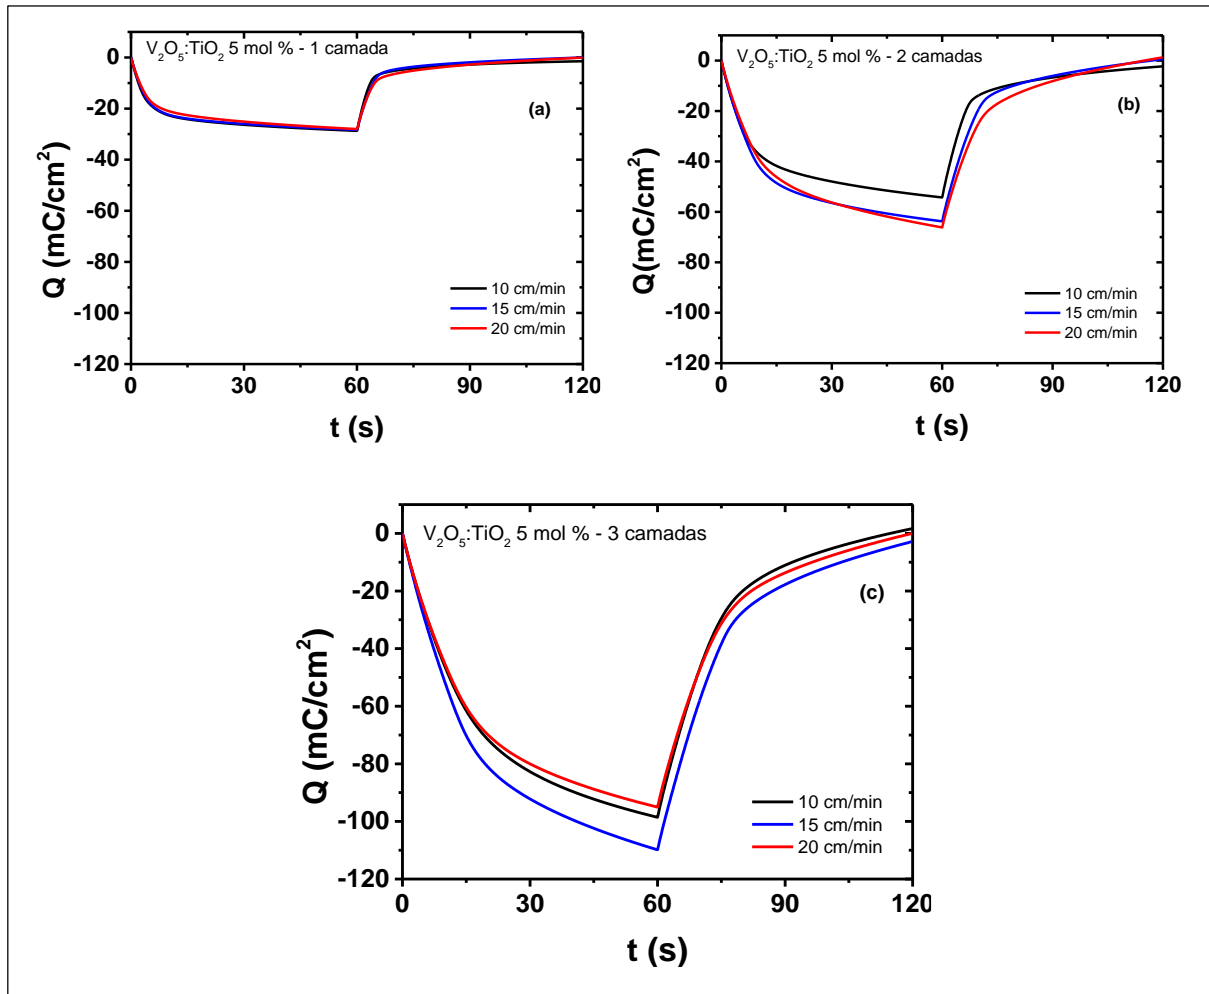 V₂O₅:TiO₂ 5 mol % - 1 camada
(a)
Q (mC/cm²)
0
-20
-40
-60
-80
-100
-120
10 cm/min
15 cm/min
20 cm/min
0 30 60 90 120
t (s)
V₂O₅:TiO₂ 5 mol % - 2 camadas
(b)
Q(mC/cm²)
0
-20
-40
-60
-80
-100
-120
10 cm/min
15 cm/min
20 cm/min
0 30 60 90 120
t (s)
V₂O₅:TiO₂ 5 mol % - 3 camadas
(c)
Q (mC/cm²)
0
-20
-40
-60
-80
-100
-120
10 cm/min
15 cm/min
20 cm/min
0 30 60 90 120
t (s)